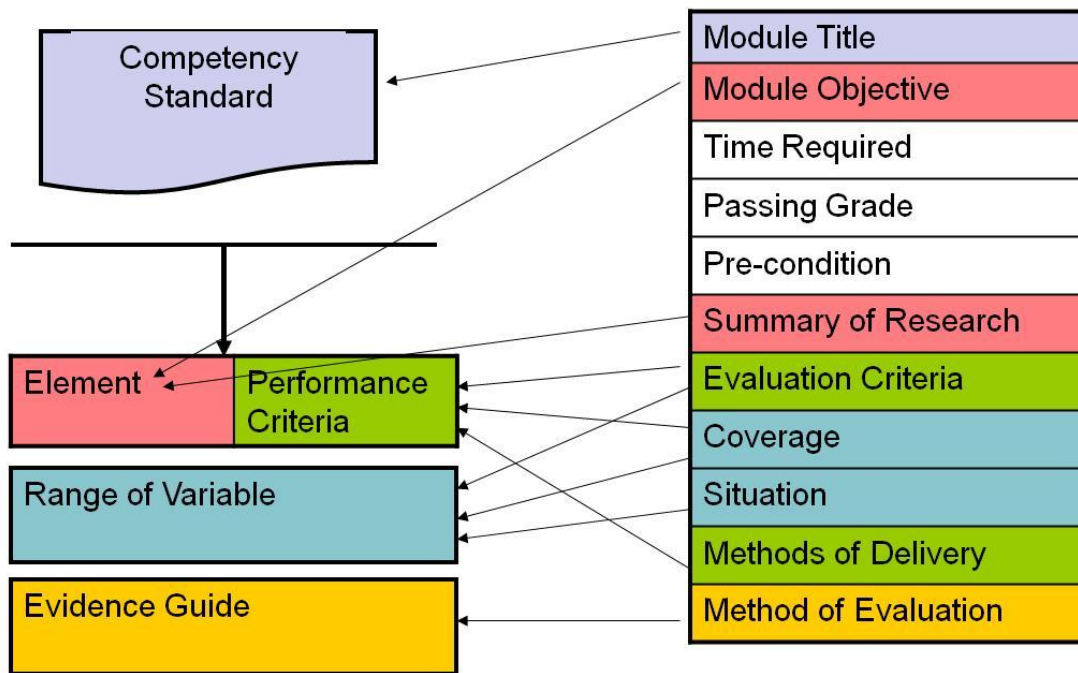 Competency
Standard
Element
Performance
Criteria
Range of Variable
Evidence Guide
Module Title
Module Objective
Time Required
Passing Grade
Pre-condition
Summary of Research
Evaluation Criteria
Coverage
Situation
Methods of Delivery
Method of Evaluation